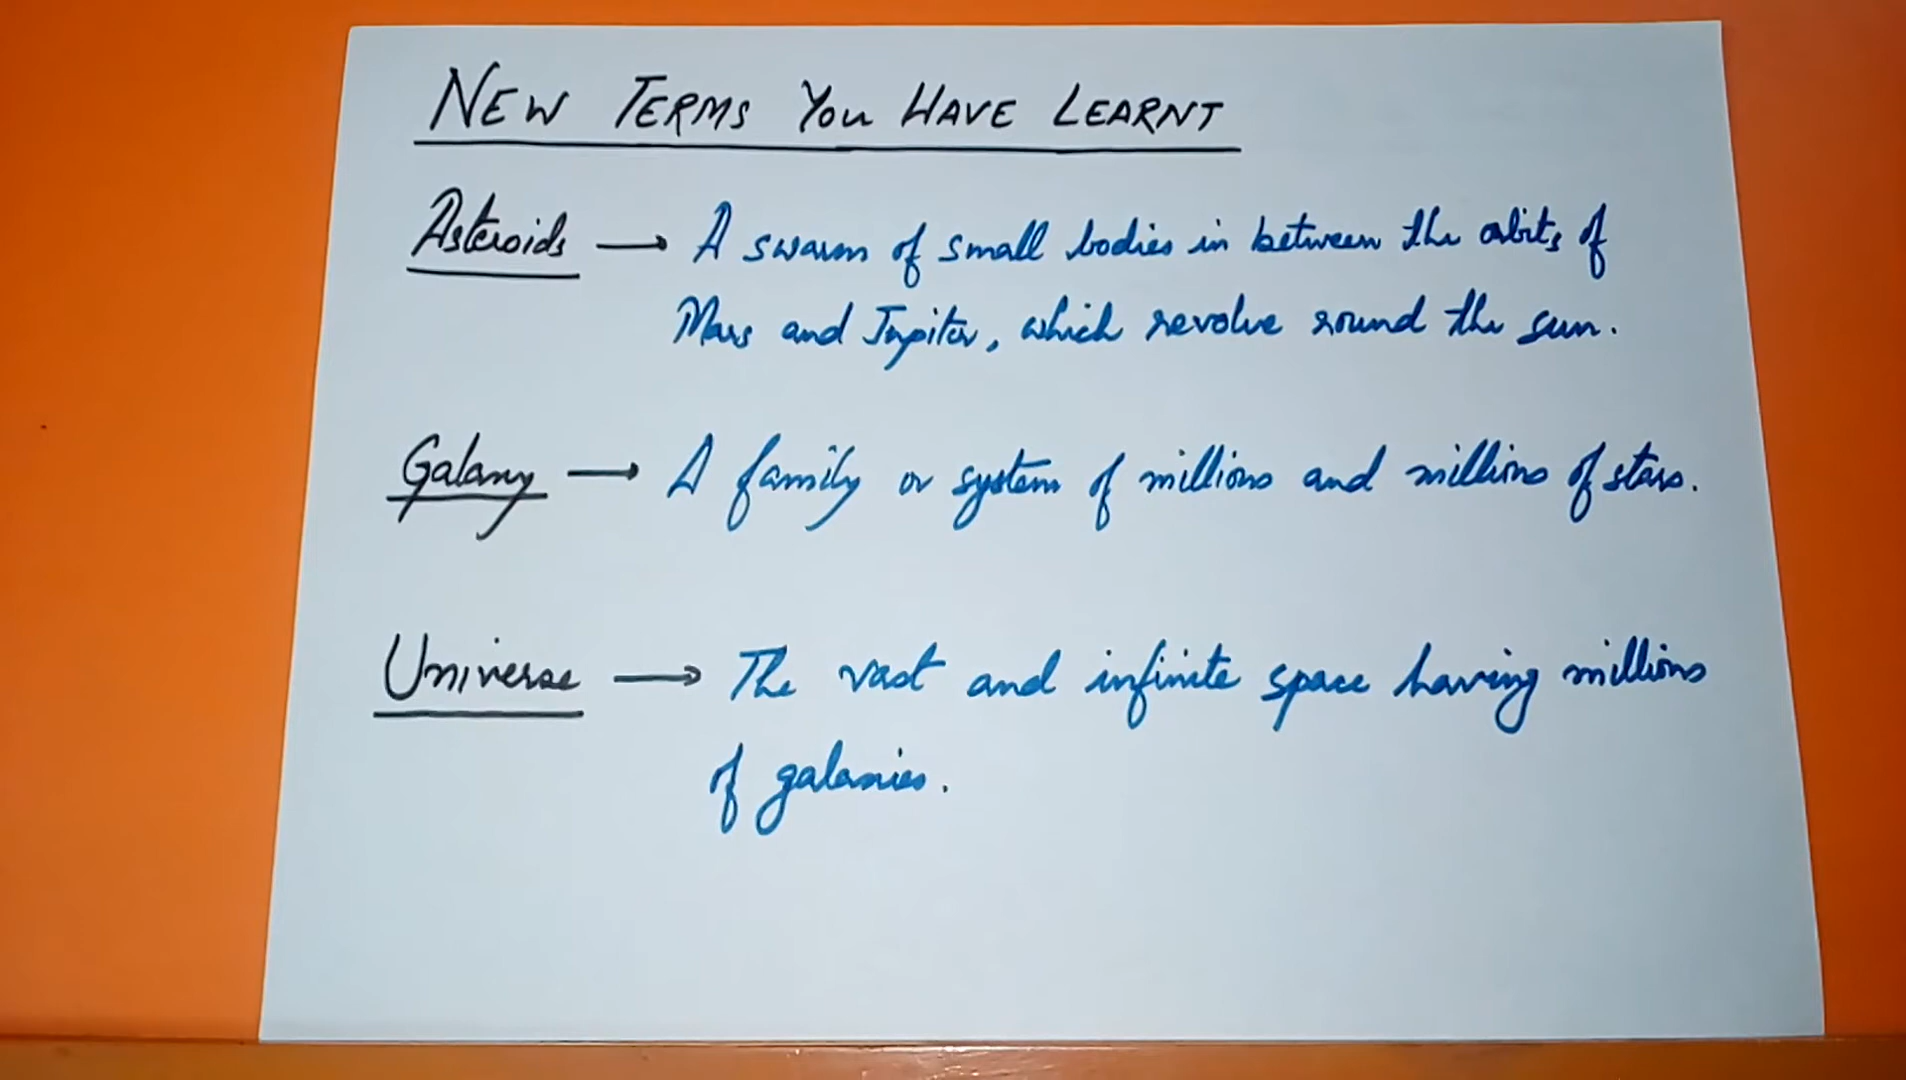 NEW TERMS YOU HAVE LEARNT
Asteroids → A swarm of small bodies in between the orbits of
Mars and Jupiter, which revolve round the sun.
Galaxy → A family or system of millions and millions of stars.
Universe → The vast and infinite space having millions
of galaxies.